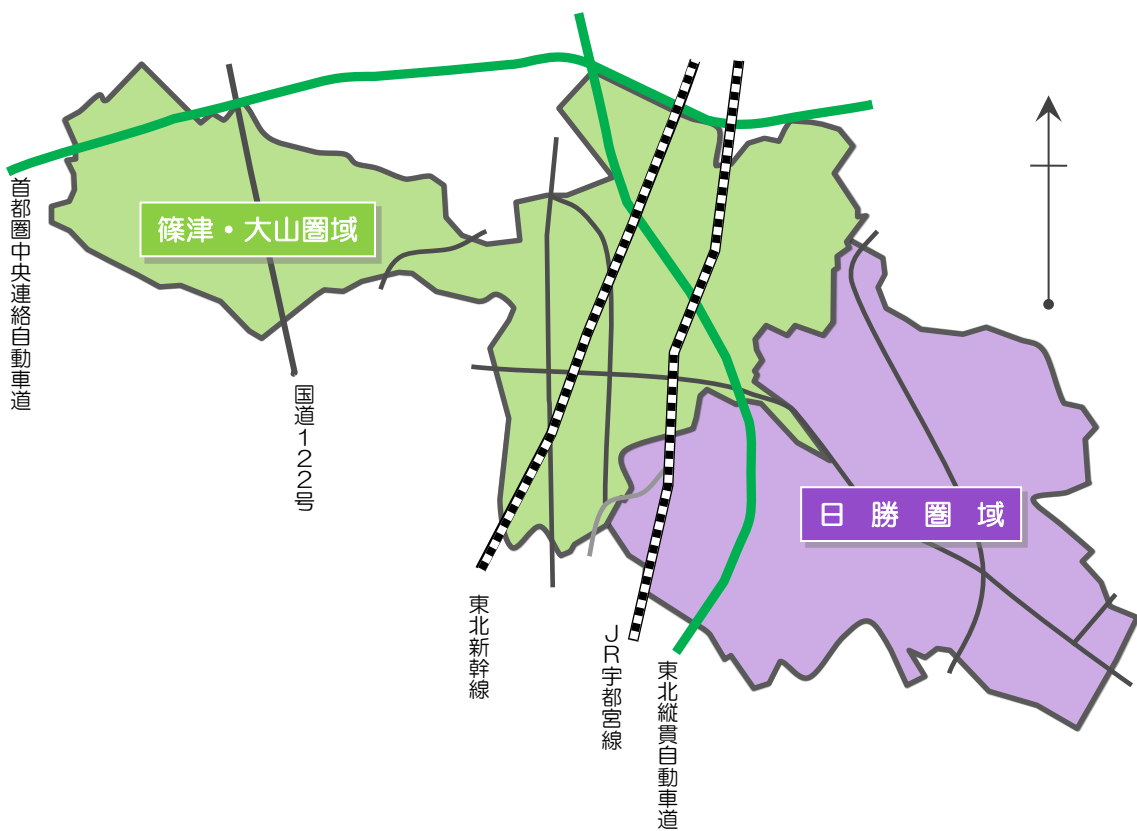 首都圏中央連絡自動車道
篠津・大山圏域
国道122号
日勝圏域
東北新幹線
JR宇都宮線
東北縦貫自動車道